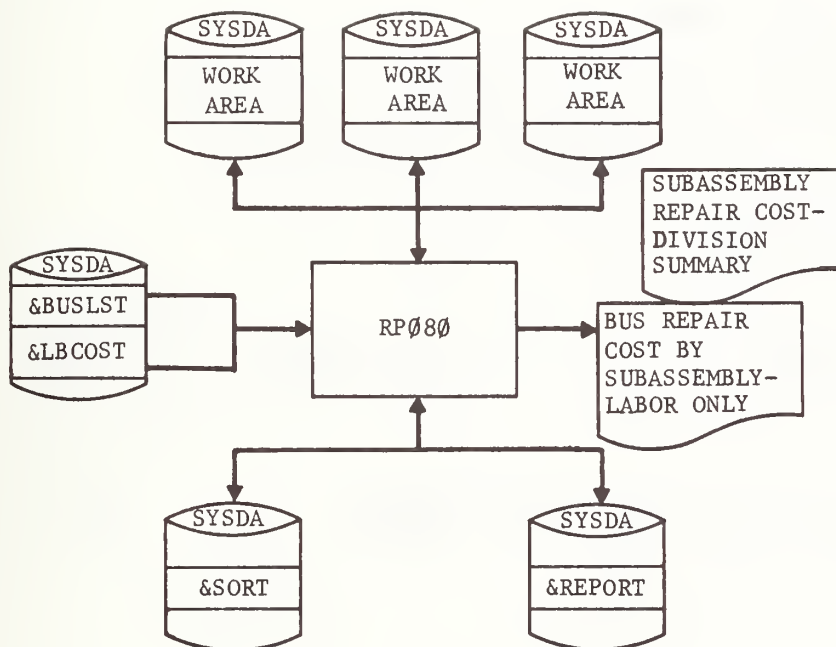 SYSDA
WORK
AREA
SYSDA
WORK
AREA
SYSDA
WORK
AREA
SUBASSEMBLY
REPAIR COST-
DIVISION
SUMMARY
SYSDA
&BUSLST
&LBCOST
RPØ8Ø
BUS REPAIR
COST BY
SUBASSEMBLY-
LABOR ONLY
SYSDA
&SORT
SYSDA
&REPORT